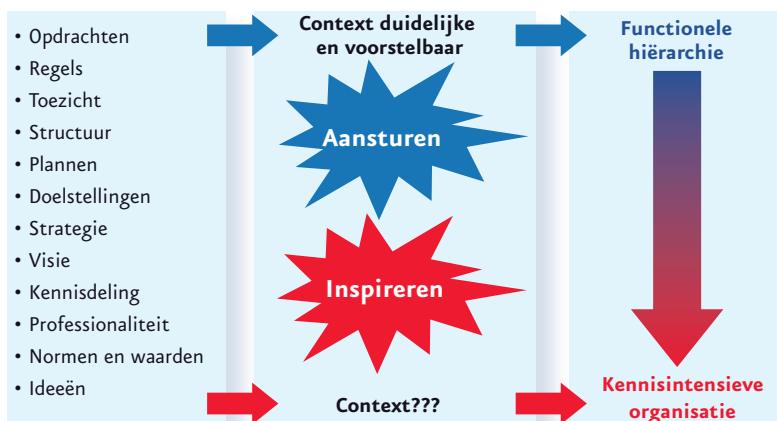 • Opdrachten
• Regels
• Toezicht
• Structuur
• Plannen
• Doelstellingen
• Strategie
• Visie
• Kennisdeling
• Professionaliteit
• Normen en waarden
• Ideeën
Context duidelijke
en voorstelbaar
Aansturen
Inspireren
Context???
Functionele
hiërarchie
Kennisintensieve
organisatie